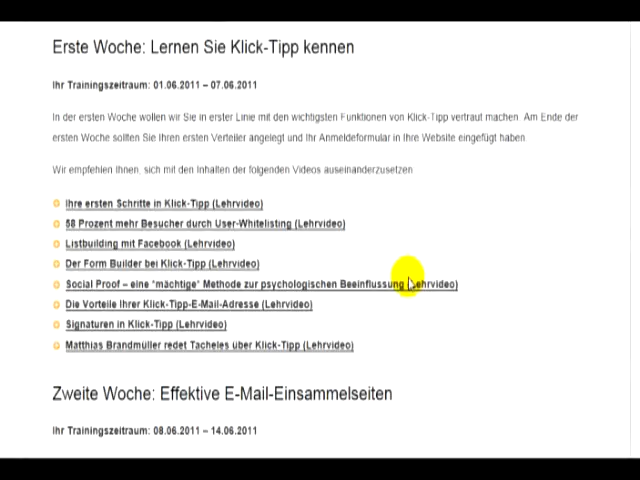 Erste Woche: Lernen Sie Klick-Tipp kennen
Ihr Trainingszeitraum: 01.06.2011 – 07.06.2011
In der ersten Woche wollen wir Sie in erster Linie mit den wichtigsten Funktionen von Klick-Tipp vertraut machen. Am Ende der
ersten Woche sollten Sie Ihren ersten Verteiler angelegt und Ihr Anmeldeformular in Ihre Website eingefügt haben.
Wir empfehlen Ihnen, sich mit den Inhalten der folgenden Videos auseinanderzusetzen
Ihre ersten Schritte in Klick-Tipp (Lehrvideo)
58 Prozent mehr Besucher durch User-Whitelisting (Lehrvideo)
Listbuilding mit Facebook (Lehrvideo)
Der Form Builder bei Klick-Tipp (Lehrvideo)
Social Proof – eine "mächtige" Methode zur psychologischen Beeinflussung (Lehrvideo)
Die Vorteile Ihrer Klick-Tipp-E-Mail-Adresse (Lehrvideo)
Signaturen in Klick-Tipp (Lehrvideo)
Matthias Brandmüller redet Tacheles über Klick-Tipp (Lehrvideo)
Zweite Woche: Effektive E-Mail-Einsammelseiten
Ihr Trainingszeitraum: 08.06.2011 – 14.06.2011